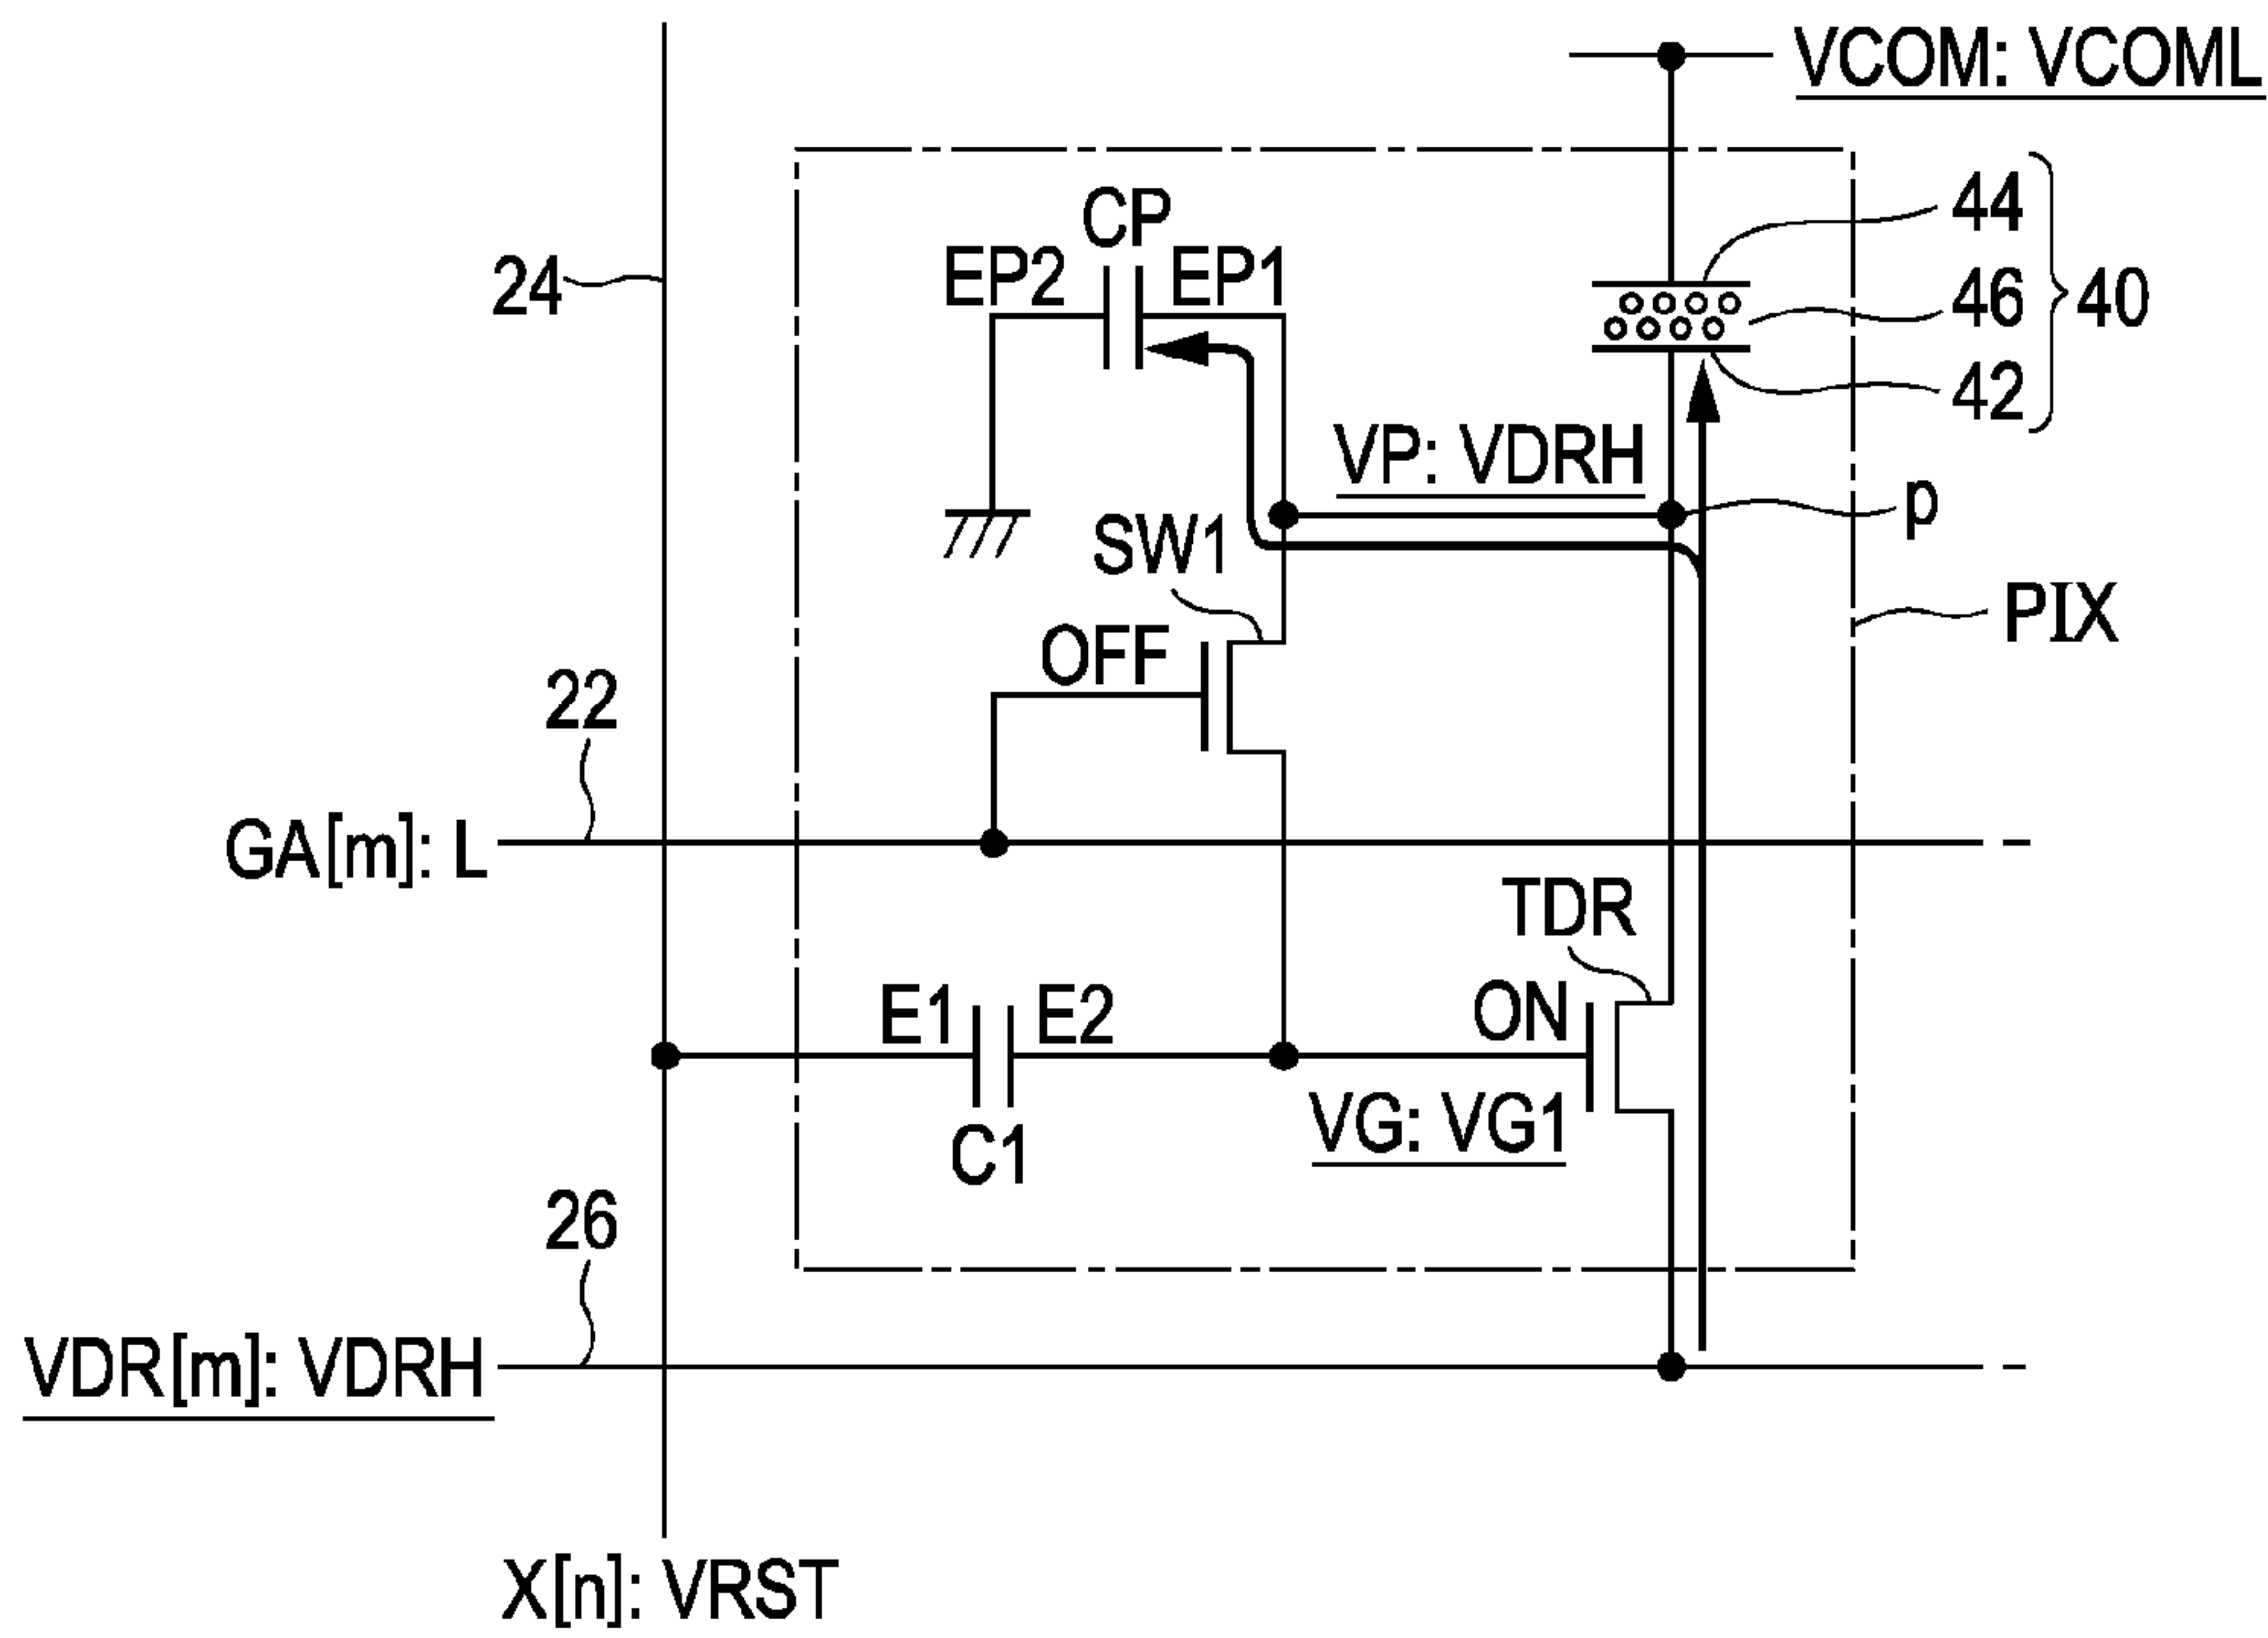 VCOM: VCOML
CP
44
EP2
EP1
24
46
40
42
VP: VDRH
p
SW1
PIX
OFF
22
GA[m]: L
TDR
E1
E2
ON
VG: VG1
C1
26
VDR[m]: VDRH
X[n]: VRST